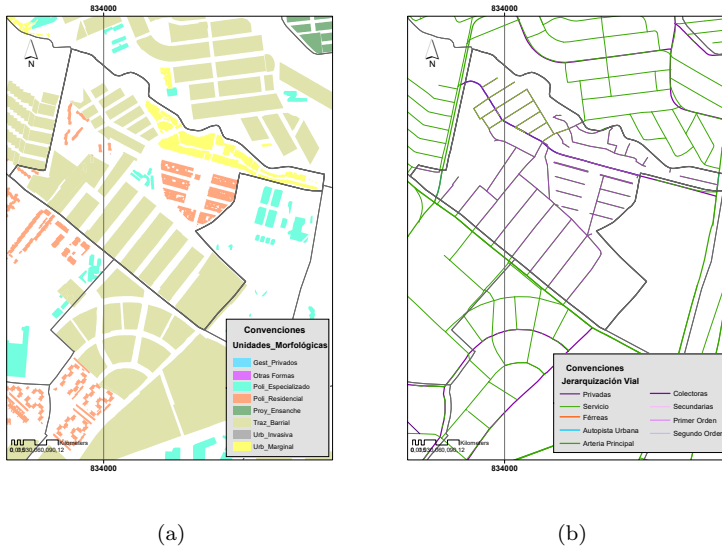 834000
N
Convenciones
Unidades_Morfológicas
Gest_Privados
Otras Formas
Poli_Especializado
Poli_Residencial
Proy_Ensanche
Traz_Barrial
Urb_Invasiva
Urb_Marginal
Kilometers
834000
(a)
834000
N
Convenciones
Jerarquización Vial
Privadas
Servicio
Férreas
Autopista Urbana
Arteria Principal
Colectoras
Secundarias
Primer Orden
Segundo Orden
Kilometers
834000
(b)